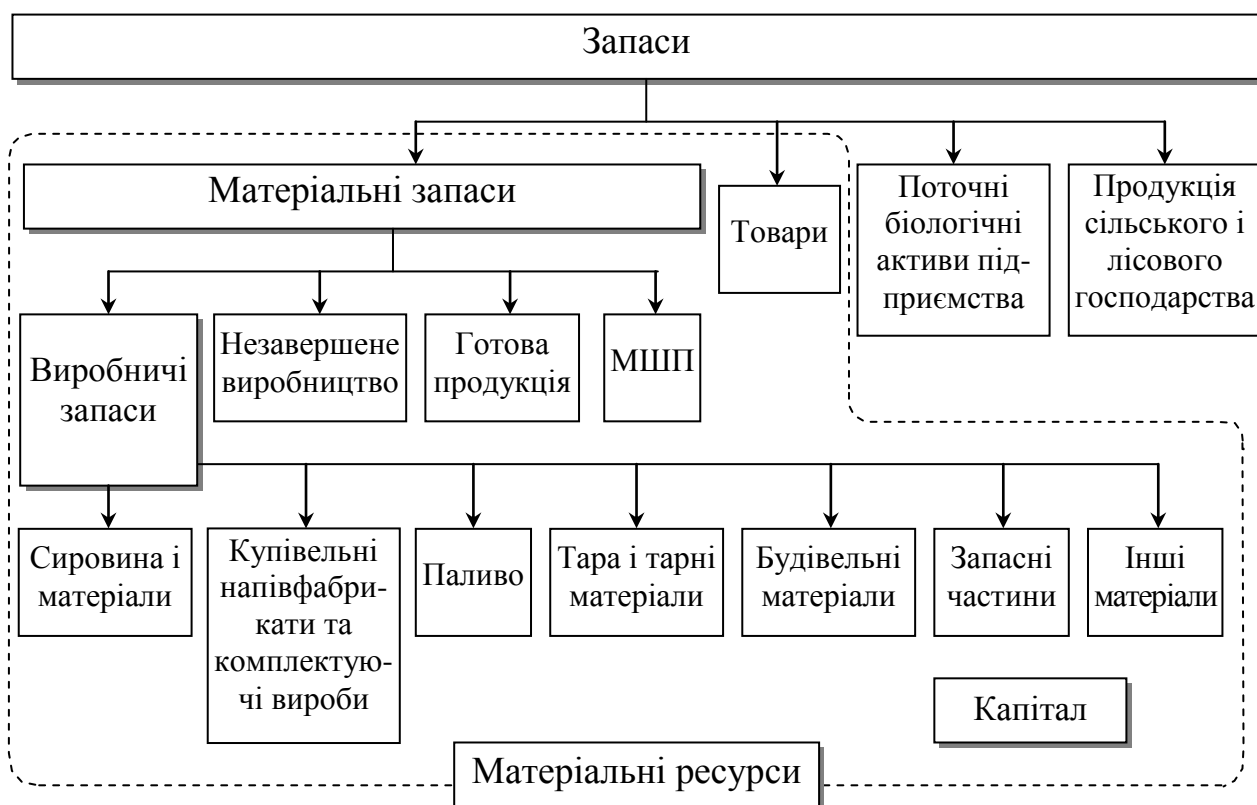 Запаси
Матеріальні запаси
Товари
Поточні
біологічні
активи під-
приємства
Продукція
сільського і
лісового
господарства
Виробничі
запаси
Незавершене
виробництво
Готова
продукція
МШП
Сировина і
матеріали
Купівельні
напівфабри-
кати та
комплектую-
чі вироби
Паливо
Тара і тарні
матеріали
Будівельні
матеріали
Запасні
частини
Інші
матеріали
Капітал
Матеріальні ресурси